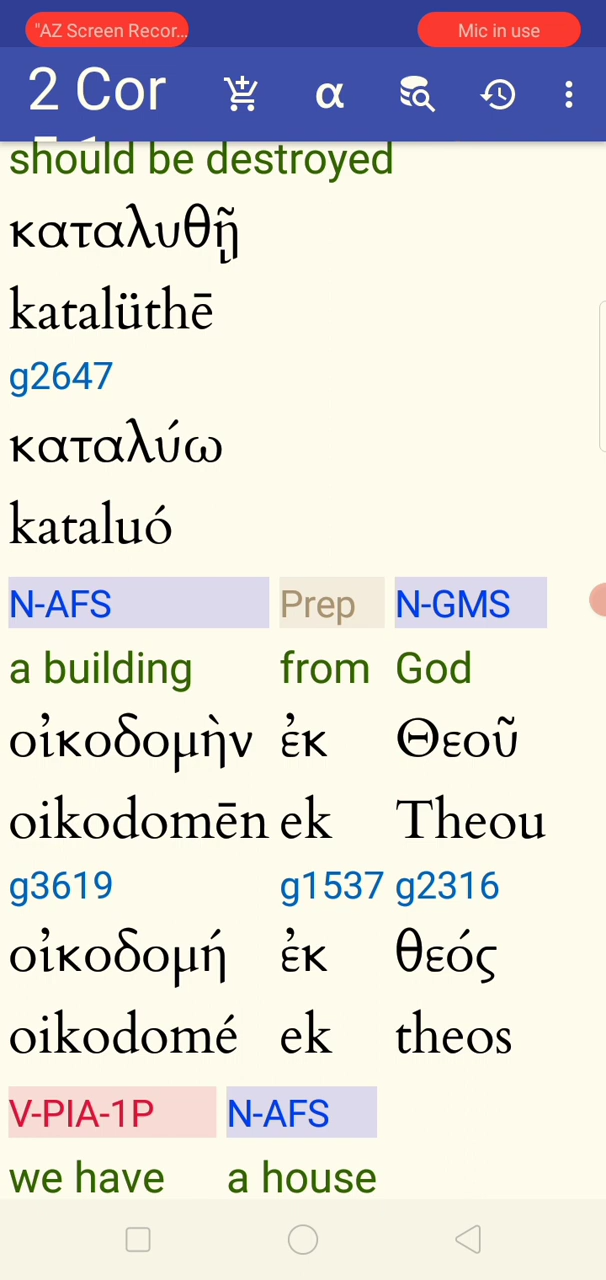 "AZ Screen Recor... Mic in use
2 Cor
should be destroyed
καταλυθῇ
katalüthē
g2647
καταλύω
kataluó
N-AFS Prep N-GMS
a building from God
οἰκοδομὴν ἐκ Θεοῦ
oikodomēn ek Theou
g3619 g1537 g2316
οἰκοδομή ἐκ θεός
oikodomé ek theos
V-PIA-1P N-AFS
we have a house